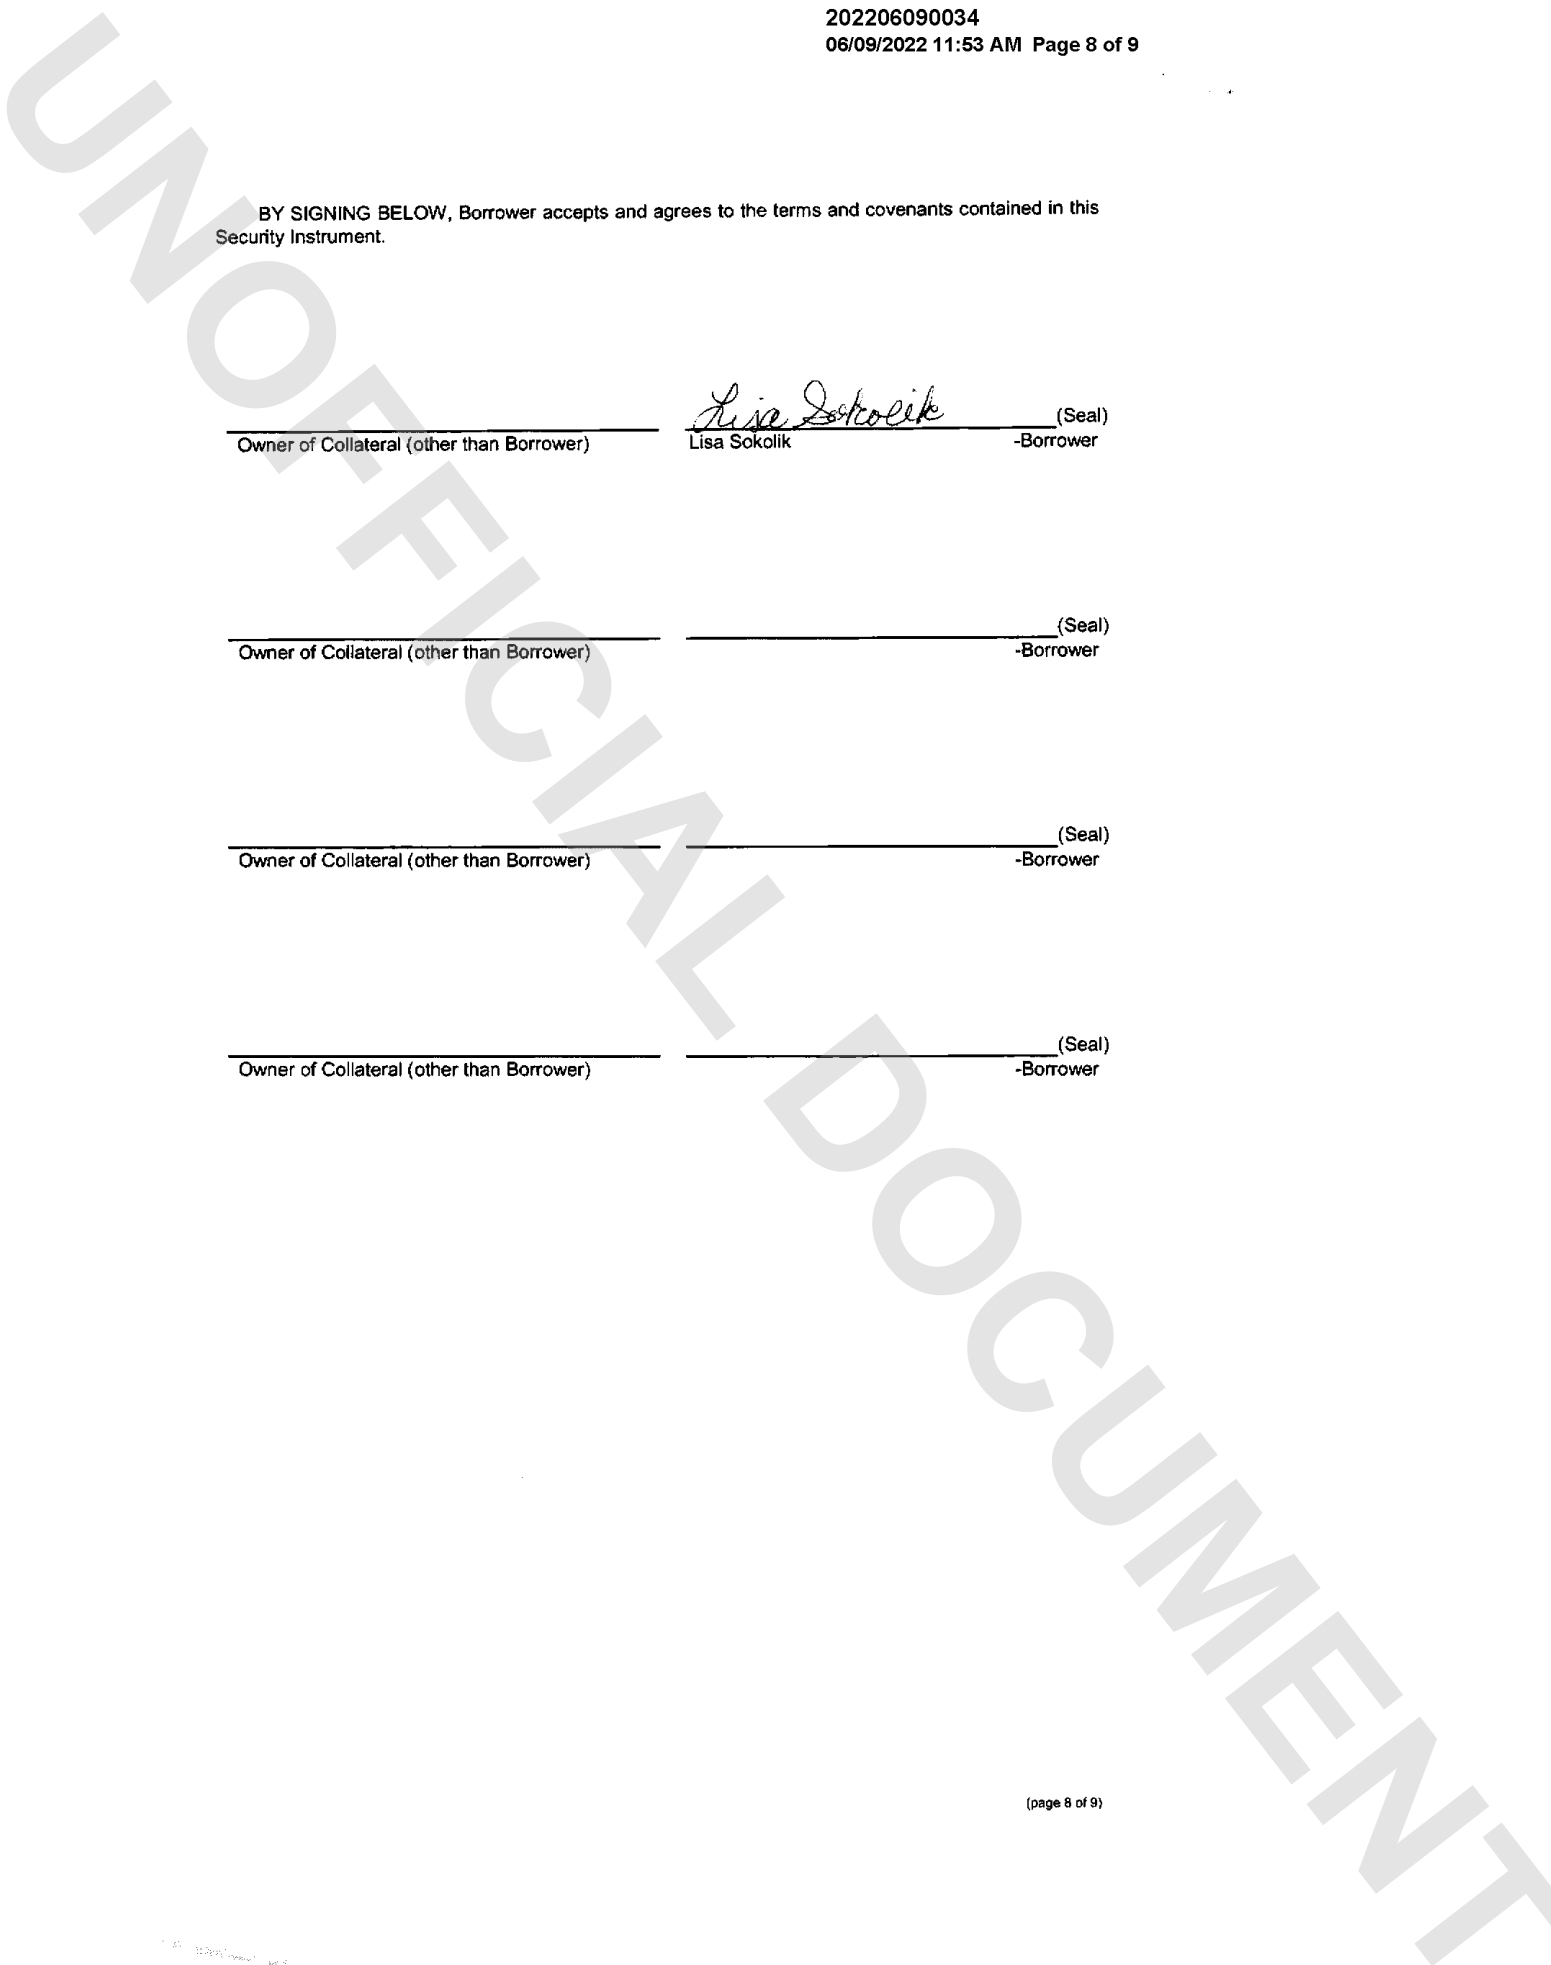 202206090034
06/09/2022 11:53 AM Page 8 of 9
BY SIGNING BELOW, Borrower accepts and agrees to the terms and covenants contained in this
Security Instrument.
Lisa Sokolik (Seal)
Owner of Collateral (other than Borrower) Lisa Sokolik -Borrower
(Seal)
Owner of Collateral (other than Borrower) -Borrower
(Seal)
Owner of Collateral (other than Borrower) -Borrower
(Seal)
Owner of Collateral (other than Borrower) -Borrower
(page 8 of 9)
UNOFFICIAL DOCUMENT